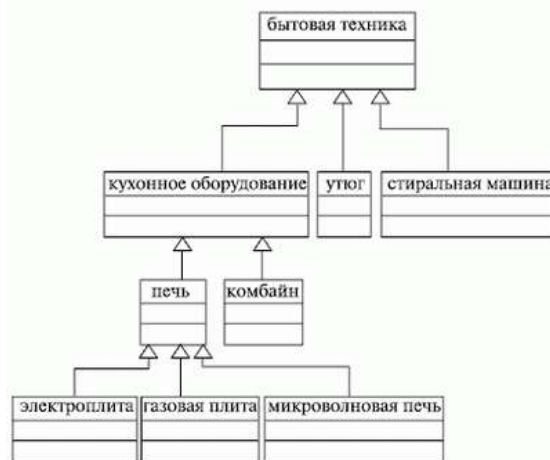 бытовая техника
кухонное оборудование
утюг
стиральная машина
печь
комбайн
электроплита
газовая плита
микроволновая печь